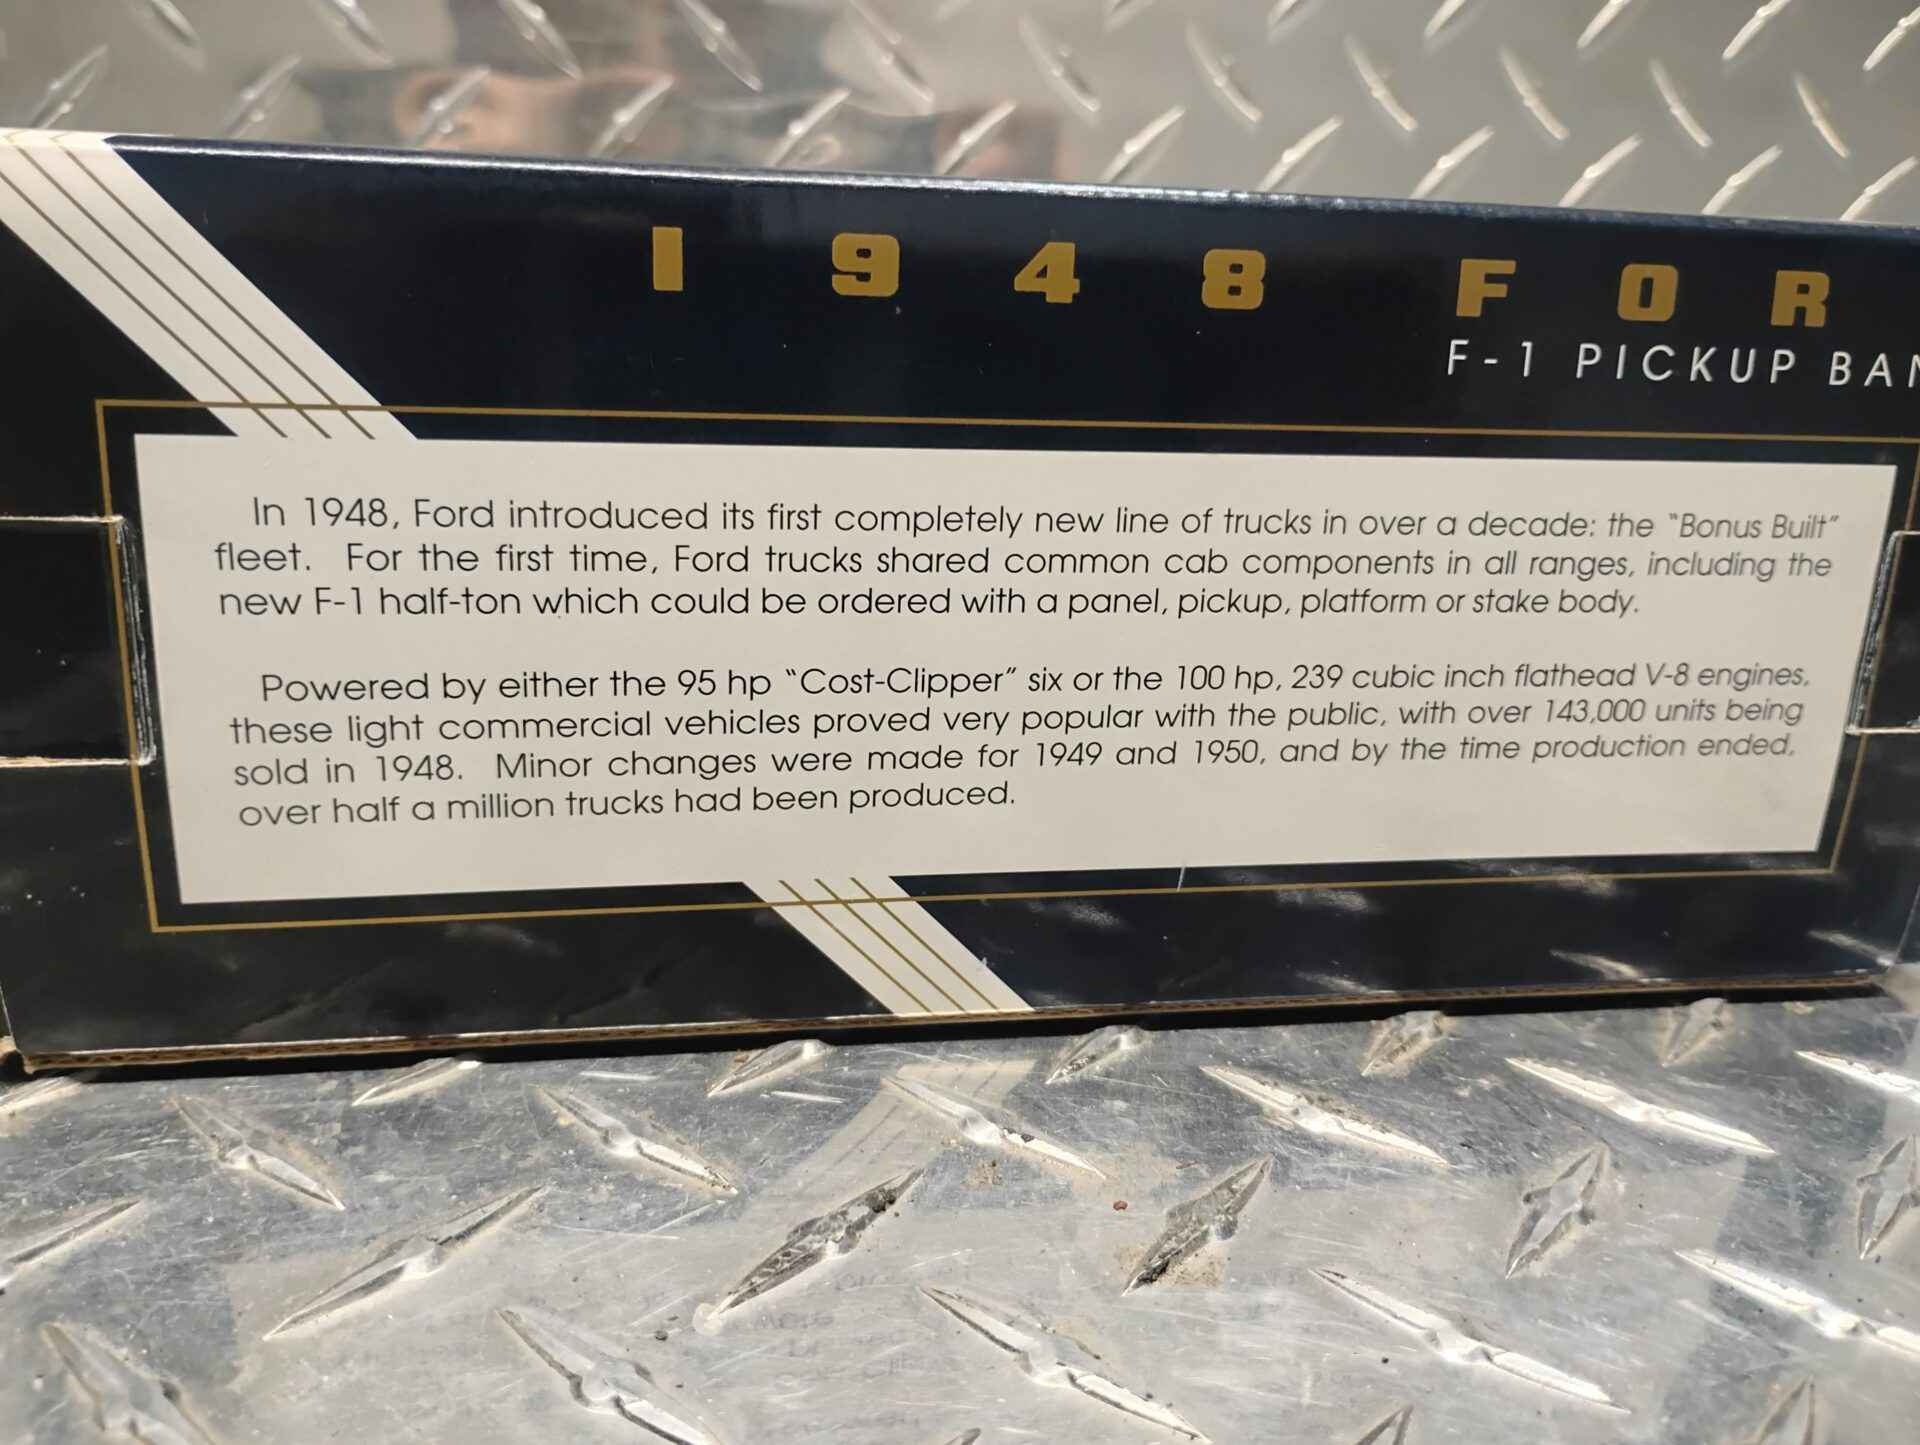 1948 FOR
F-1 PICKUP
In 1948, Ford introduced its first completely new line of trucks in over a decade: the "Bonus Built"
fleet. For the first time, Ford trucks shared common cab components in all ranges, including the
new F-1 half-ton which could be ordered with a panel, pickup, platform or stake body.
Powered by either the 95 hp "Cost-Clipper" six or the 100 hp, 239 cubic inch flathead V-8 engines,
these light commercial vehicles proved very popular with the public, with over 143,000 units being
sold in 1948. Minor changes were made for 1949 and 1950, and by the time production ended,
over half a million trucks had been produced.